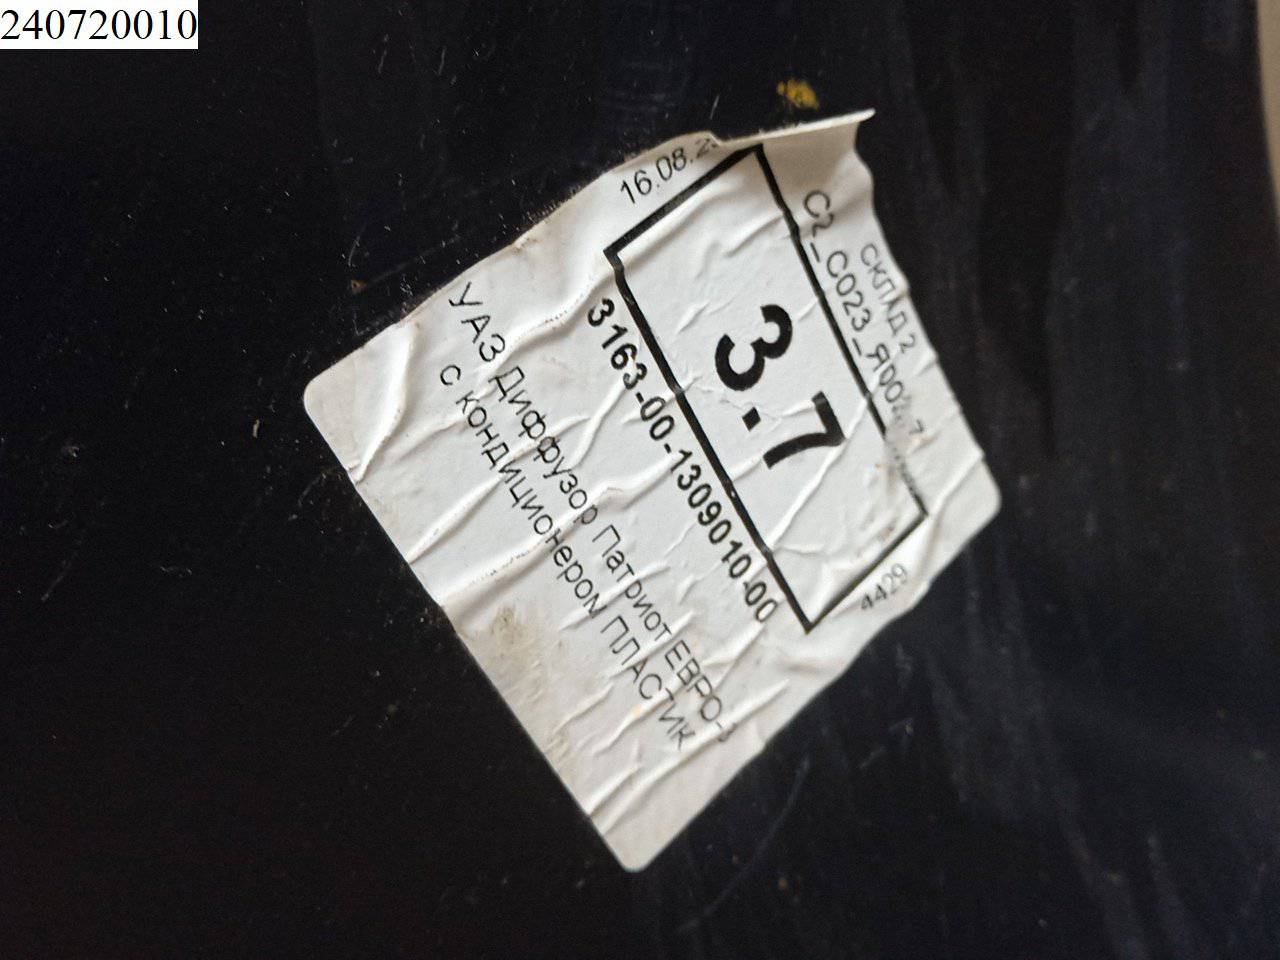 240720010
СКЛАД 2
16.08.2
3.7
4429
3163-00-1309010-00
УАЗ Диффузор Патриот ЕВРО-3
с кондиционером ПЛАСТИК